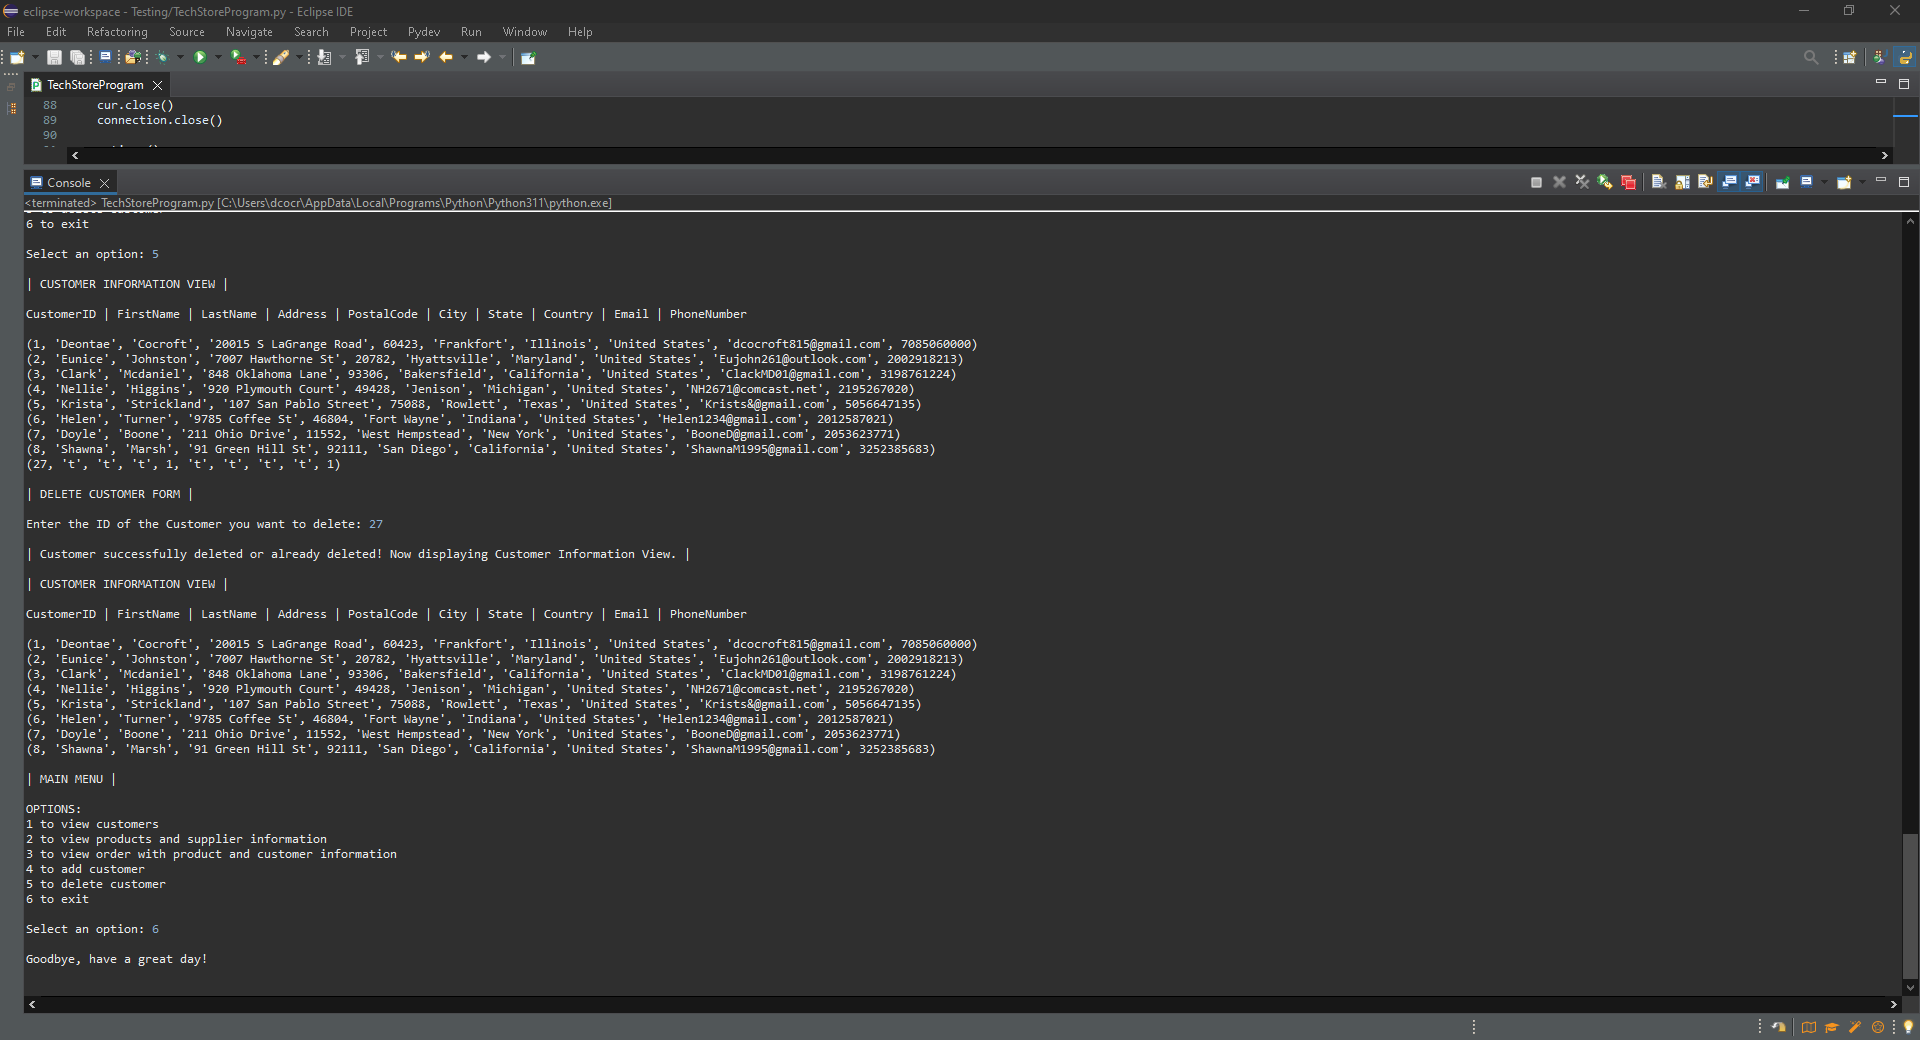 eclipse-workspace - Testing/TechStoreProgram.py - Eclipse IDE
File Edit Refactoring Source Navigate Search Project Pydev Run Window Help
TechStoreProgram
88 cur.close()
89 connection.close()
90
Console
<terminated> TechStoreProgram.py [C:\Users\dcocr\AppData\Local\Programs\Python\Python311\python.exe]
6 to exit
Select an option: 5
| CUSTOMER INFORMATION VIEW |
CustomerID | FirstName | LastName | Address | PostalCode | City | State | Country | Email | PhoneNumber
(1, 'Deontae', 'Cocroft', '20015 S LaGrange Road', 60423, 'Frankfort', 'Illinois', 'United States', 'dcocroft815@gmail.com', 7085060000)
(2, 'Eunice', 'Johnston', '7007 Hawthorne St', 20782, 'Hyattsville', 'Maryland', 'United States', 'Eujohn261@outlook.com', 2002918213)
(3, 'Clark', 'Mcdaniel', '848 Oklahoma Lane', 93306, 'Bakersfield', 'California', 'United States', 'ClackMD01@gmail.com', 3198761224)
(4, 'Nellie', 'Higgins', '920 Plymouth Court', 49428, 'Jenison', 'Michigan', 'United States', 'NH2671@comcast.net', 2195267020)
(5, 'Krista', 'Strickland', '107 San Pablo Street', 75088, 'Rowlett', 'Texas', 'United States', 'Krists&@gmail.com', 5056647135)
(6, 'Helen', 'Turner', '9785 Coffee St', 46804, 'Fort Wayne', 'Indiana', 'United States', 'Helen1234@gmail.com', 2012587021)
(7, 'Doyle', 'Boone', '211 Ohio Drive', 11552, 'West Hempstead', 'New York', 'United States', 'BooneD@gmail.com', 2053623771)
(8, 'Shawna', 'Marsh', '91 Green Hill St', 92111, 'San Diego', 'California', 'United States', 'ShawnaM1995@gmail.com', 3252385683)
(27, 't', 't', 't', 1, 't', 't', 't', 't', 1)
| DELETE CUSTOMER FORM |
Enter the ID of the Customer you want to delete: 27
| Customer successfully deleted or already deleted! Now displaying Customer Information View. |
| CUSTOMER INFORMATION VIEW |
CustomerID | FirstName | LastName | Address | PostalCode | City | State | Country | Email | PhoneNumber
(1, 'Deontae', 'Cocroft', '20015 S LaGrange Road', 60423, 'Frankfort', 'Illinois', 'United States', 'dcocroft815@gmail.com', 7085060000)
(2, 'Eunice', 'Johnston', '7007 Hawthorne St', 20782, 'Hyattsville', 'Maryland', 'United States', 'Eujohn261@outlook.com', 2002918213)
(3, 'Clark', 'Mcdaniel', '848 Oklahoma Lane', 93306, 'Bakersfield', 'California', 'United States', 'ClackMD01@gmail.com', 3198761224)
(4, 'Nellie', 'Higgins', '920 Plymouth Court', 49428, 'Jenison', 'Michigan', 'United States', 'NH2671@comcast.net', 2195267020)
(5, 'Krista', 'Strickland', '107 San Pablo Street', 75088, 'Rowlett', 'Texas', 'United States', 'Krists&@gmail.com', 5056647135)
(6, 'Helen', 'Turner', '9785 Coffee St', 46804, 'Fort Wayne', 'Indiana', 'United States', 'Helen1234@gmail.com', 2012587021)
(7, 'Doyle', 'Boone', '211 Ohio Drive', 11552, 'West Hempstead', 'New York', 'United States', 'BooneD@gmail.com', 2053623771)
(8, 'Shawna', 'Marsh', '91 Green Hill St', 92111, 'San Diego', 'California', 'United States', 'ShawnaM1995@gmail.com', 3252385683)
| MAIN MENU |
OPTIONS:
1 to view customers
2 to view products and supplier information
3 to view order with product and customer information
4 to add customer
5 to delete customer
6 to exit
Select an option: 6
Goodbye, have a great day!